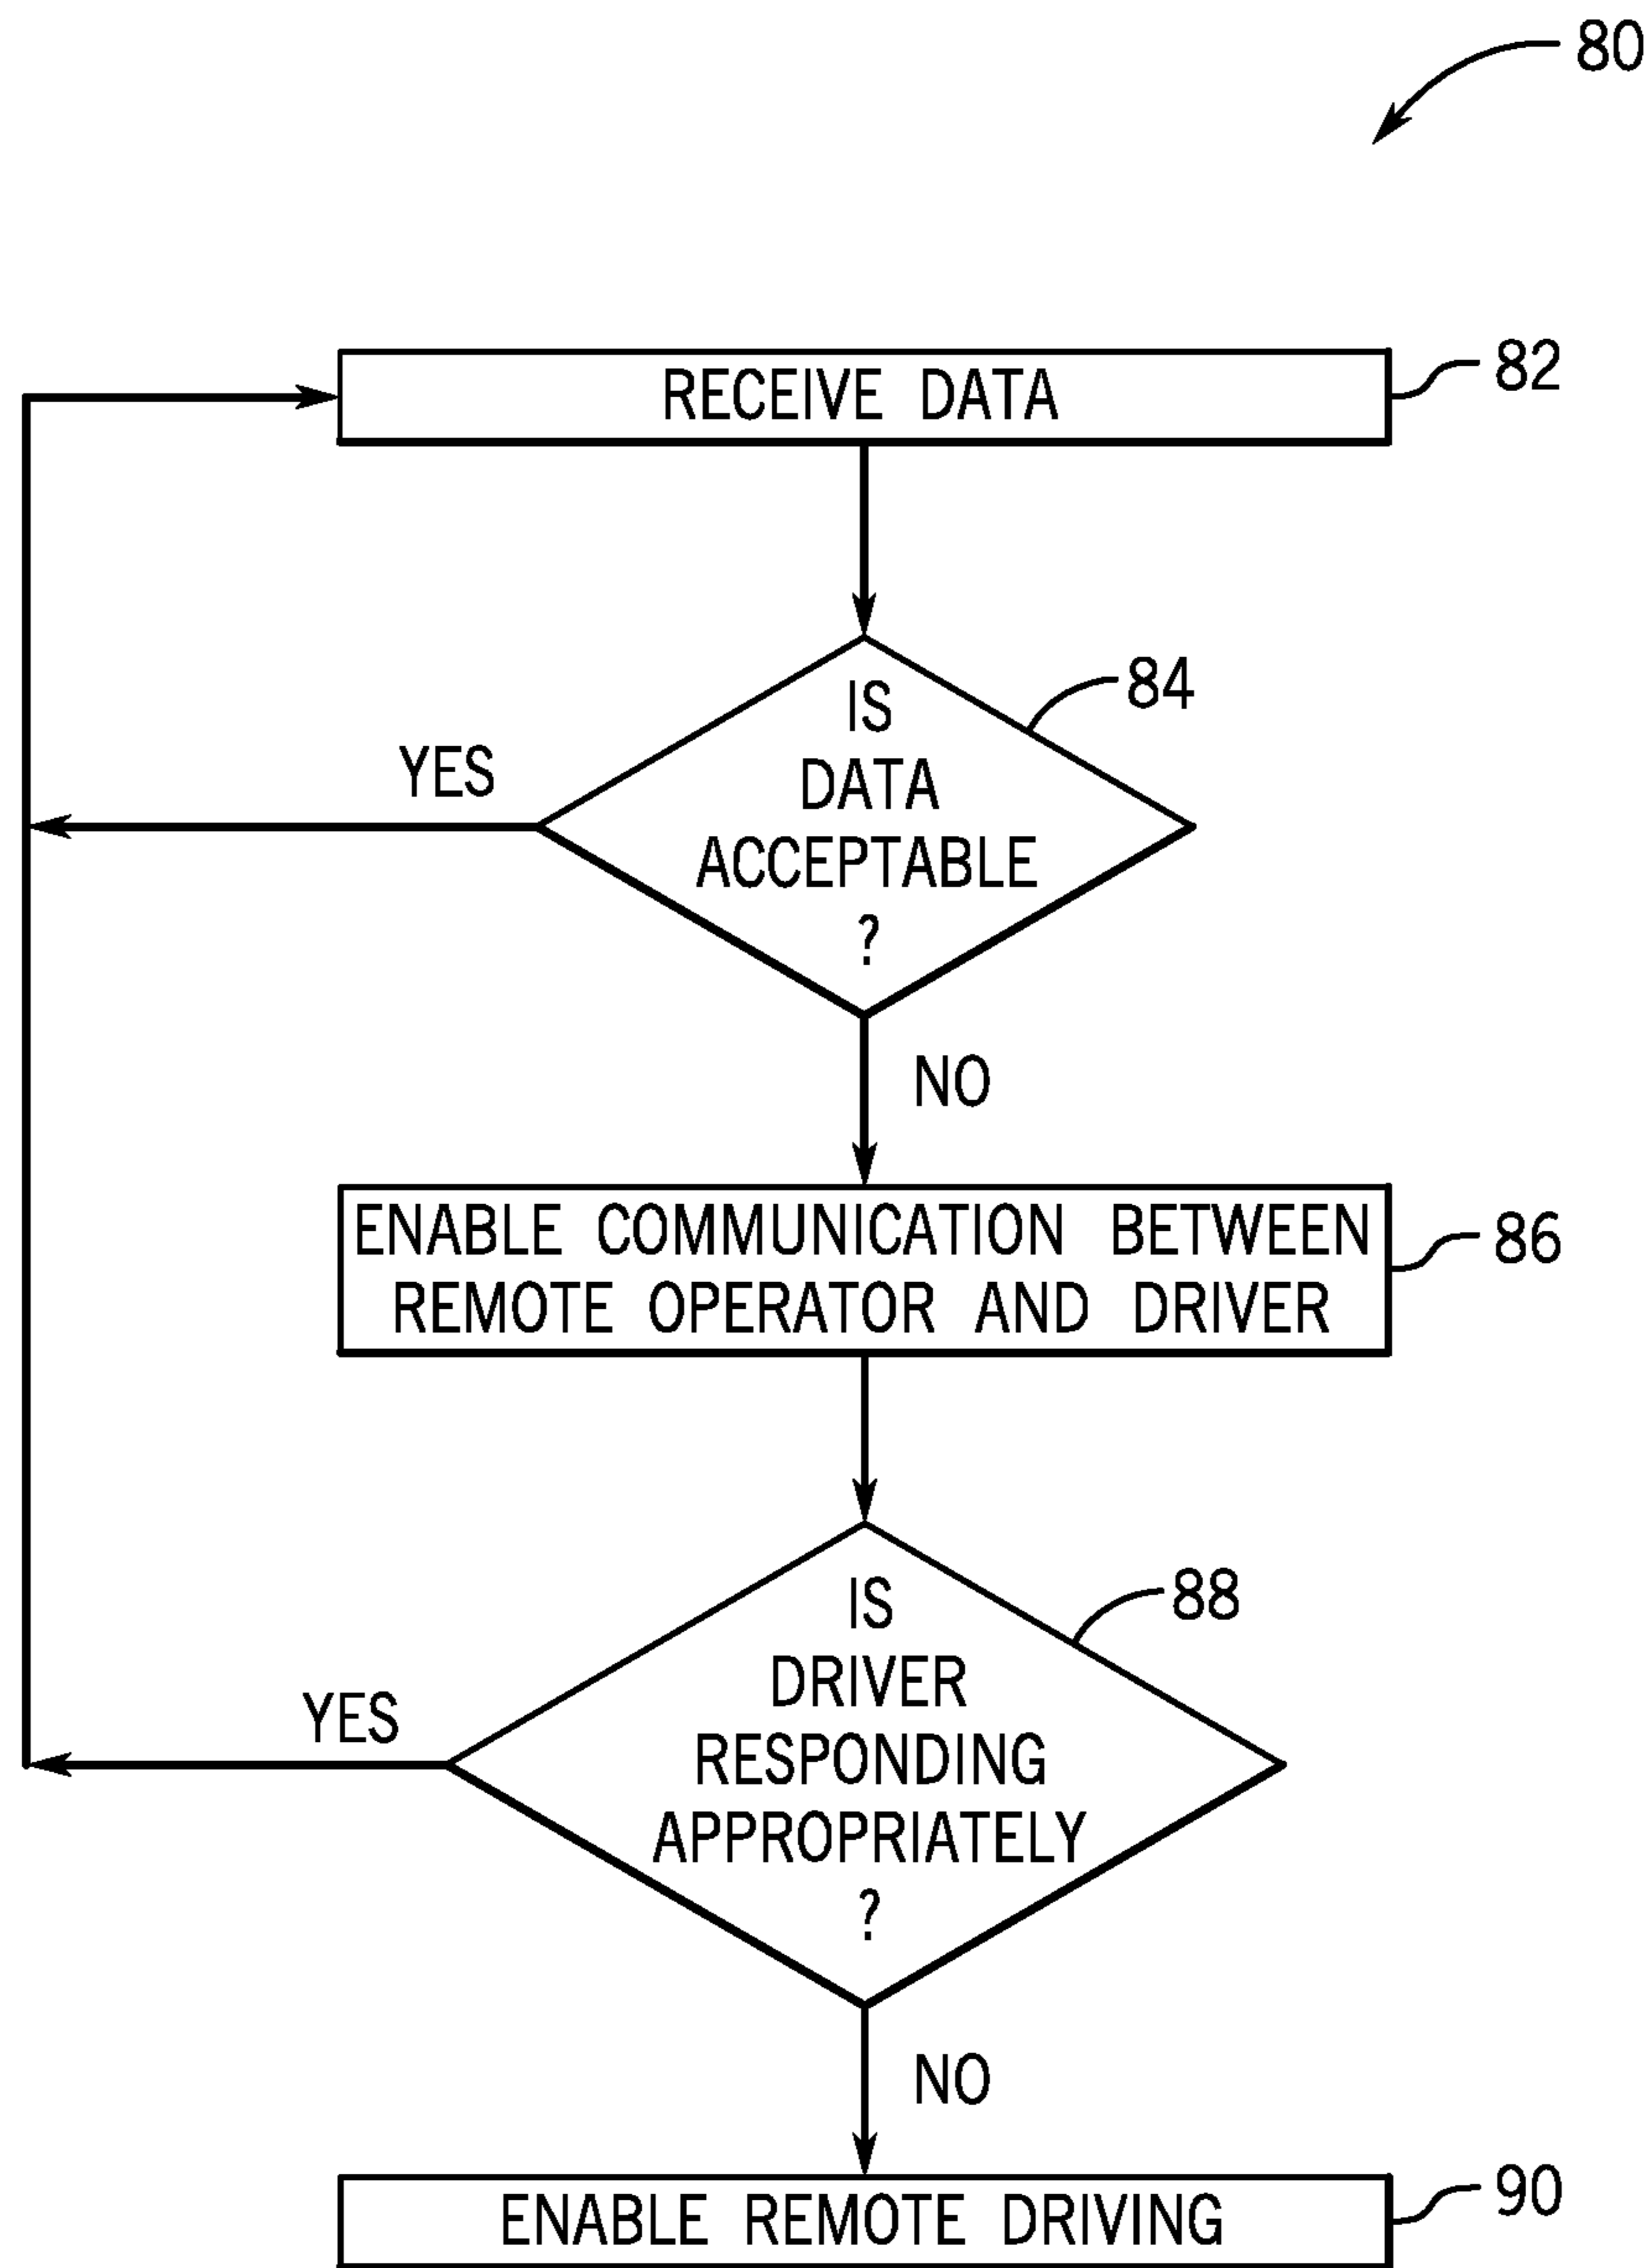 80
RECEIVE DATA
82
IS
DATA
ACCEPTABLE
?
84
YES
NO
ENABLE COMMUNICATION BETWEEN
REMOTE OPERATOR AND DRIVER
86
IS
DRIVER
RESPONDING
APPROPRIATELY
?
88
YES
NO
ENABLE REMOTE DRIVING
90